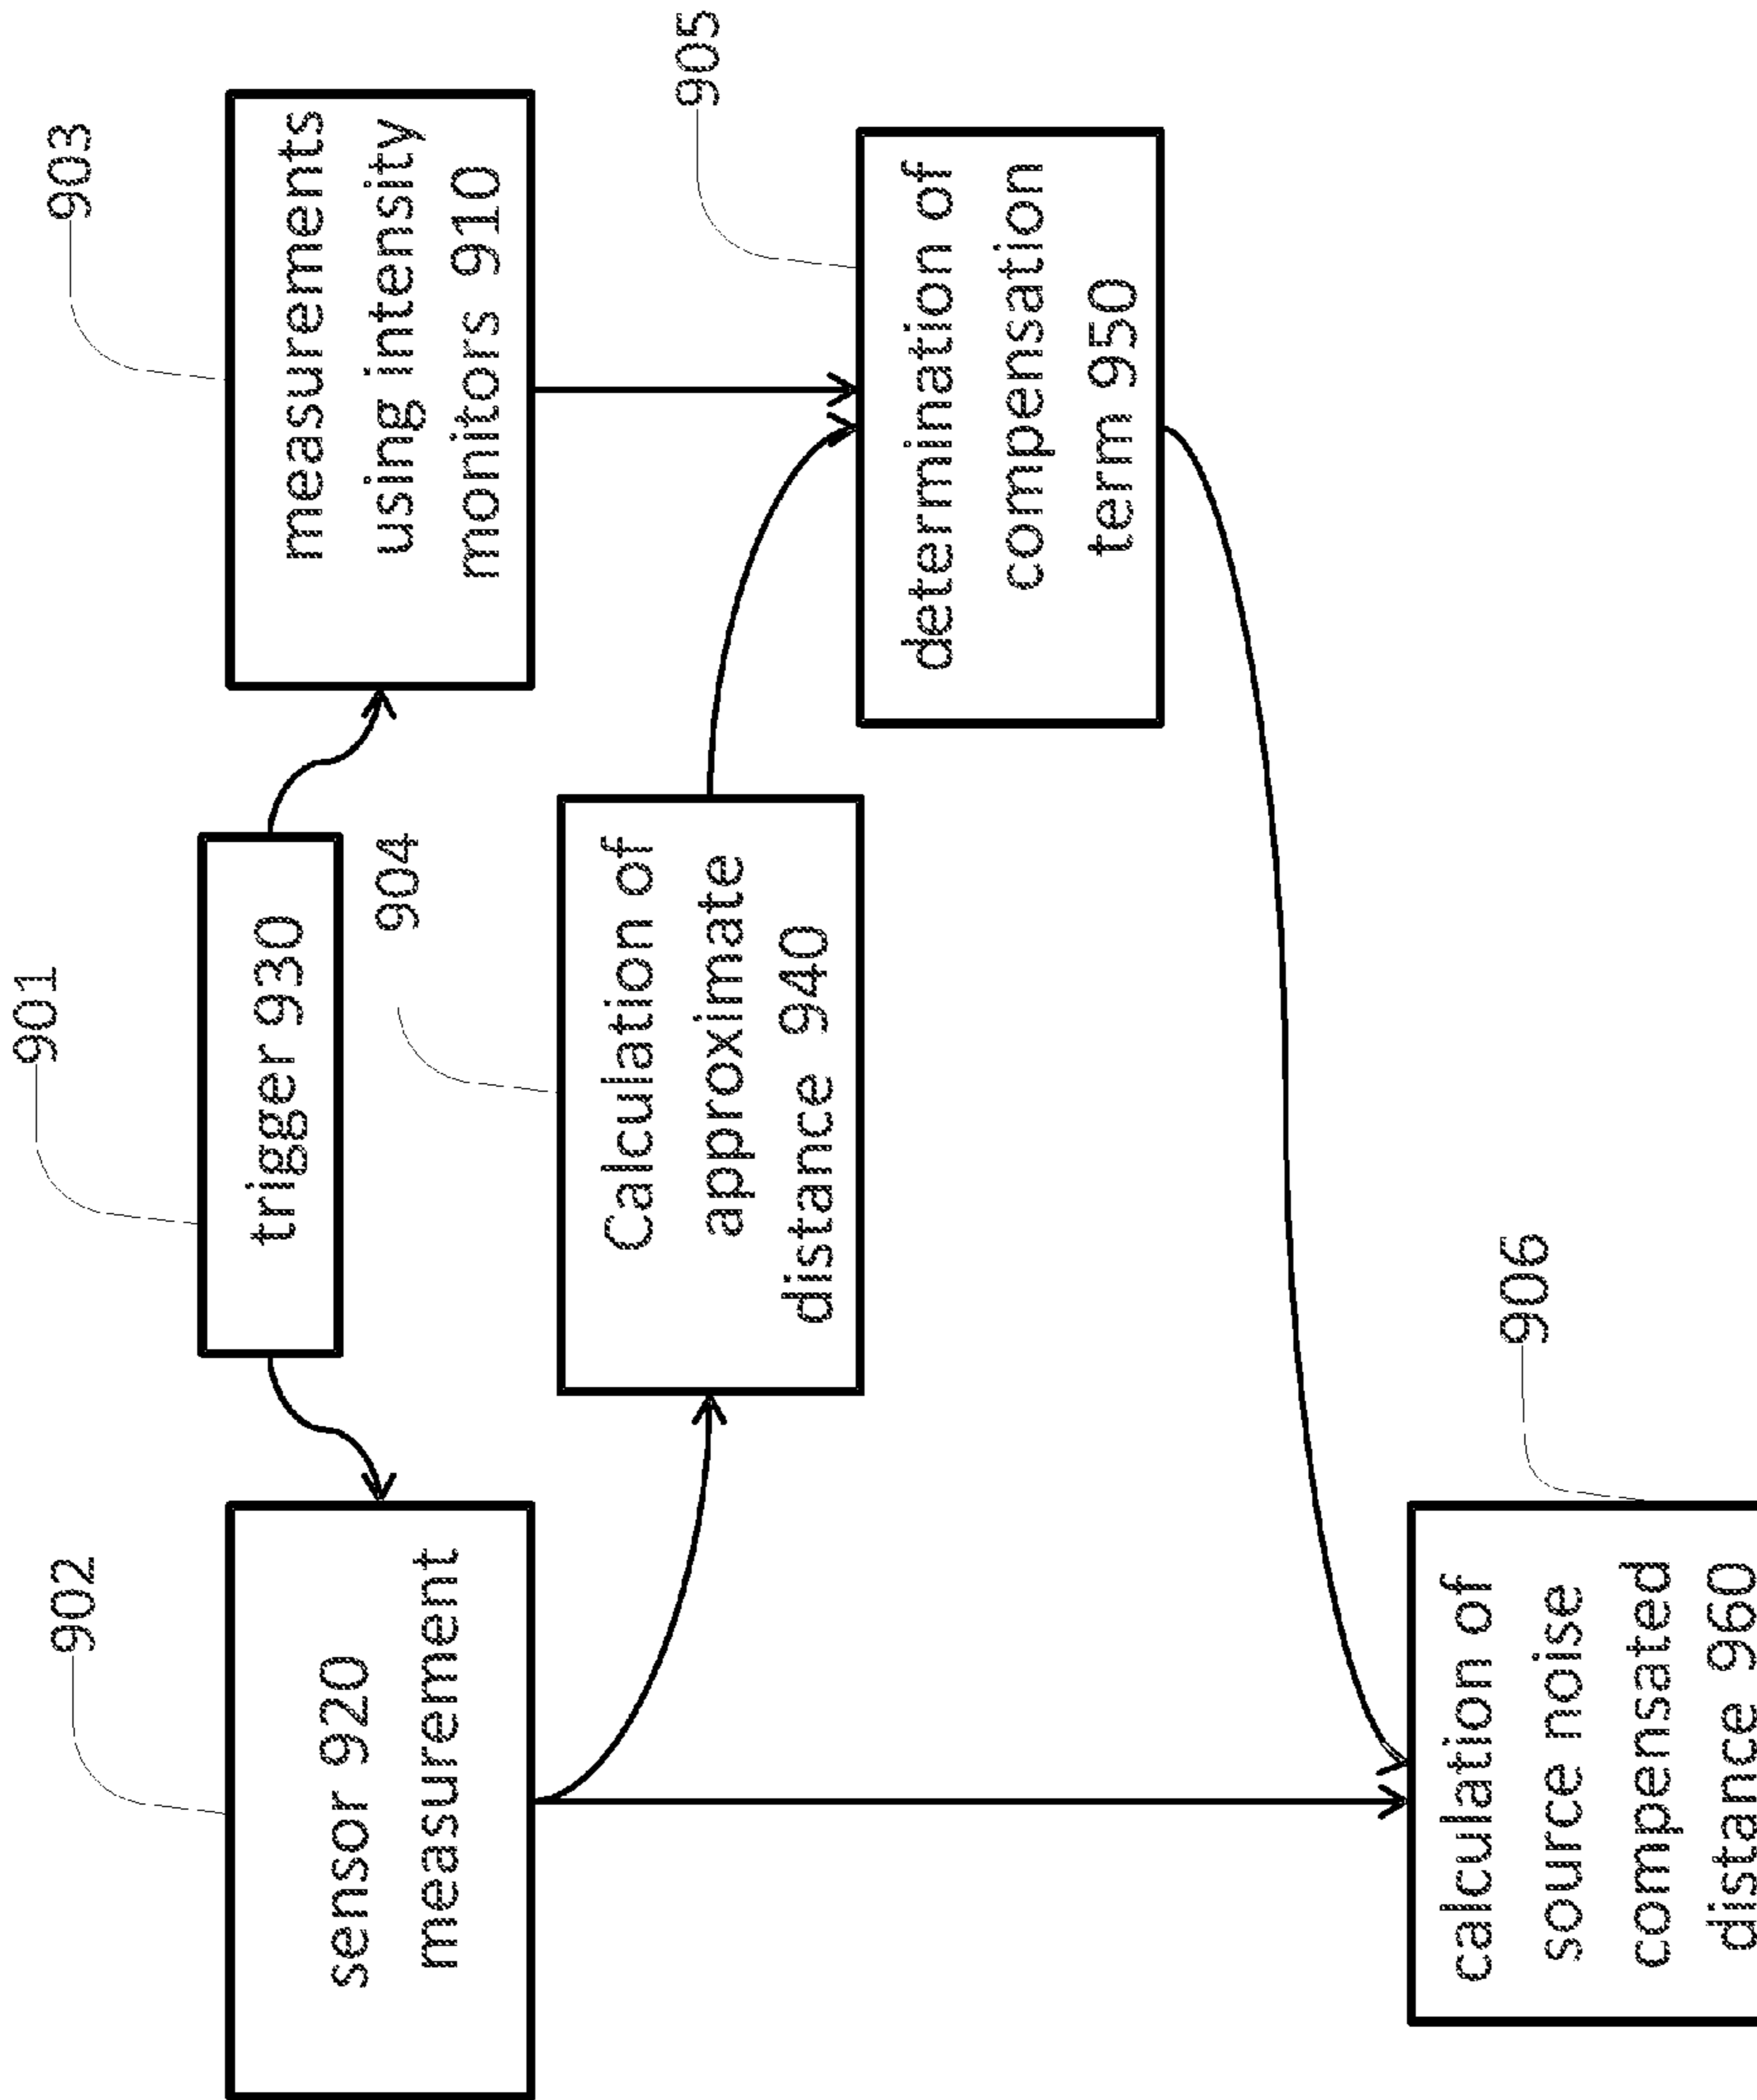 901
trigger 930
902
sensor 920
measurement
903
measurements
using intensity
monitors 910
904
Calculation of
approximate
distance 940
905
determination of
compensation
term 950
906
calculation of
source noise
compensated
distance 960